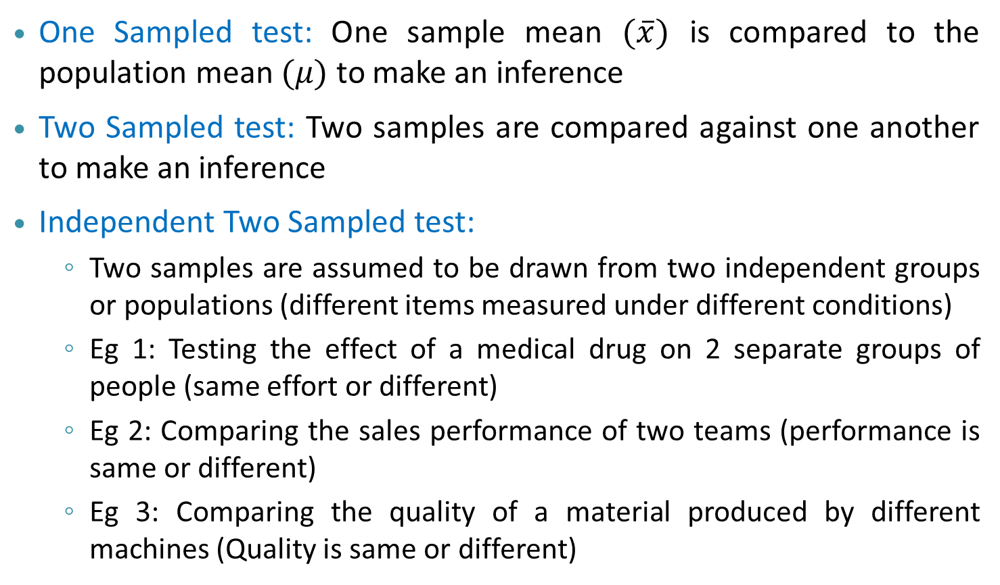 • One Sampled test: One sample mean (x̄) is compared to the
population mean (μ) to make an inference
• Two Sampled test: Two samples are compared against one another
to make an inference
• Independent Two Sampled test:
◦ Two samples are assumed to be drawn from two independent groups
or populations (different items measured under different conditions)
◦ Eg 1: Testing the effect of a medical drug on 2 separate groups of
people (same effort or different)
◦ Eg 2: Comparing the sales performance of two teams (performance is
same or different)
◦ Eg 3: Comparing the quality of a material produced by different
machines (Quality is same or different)